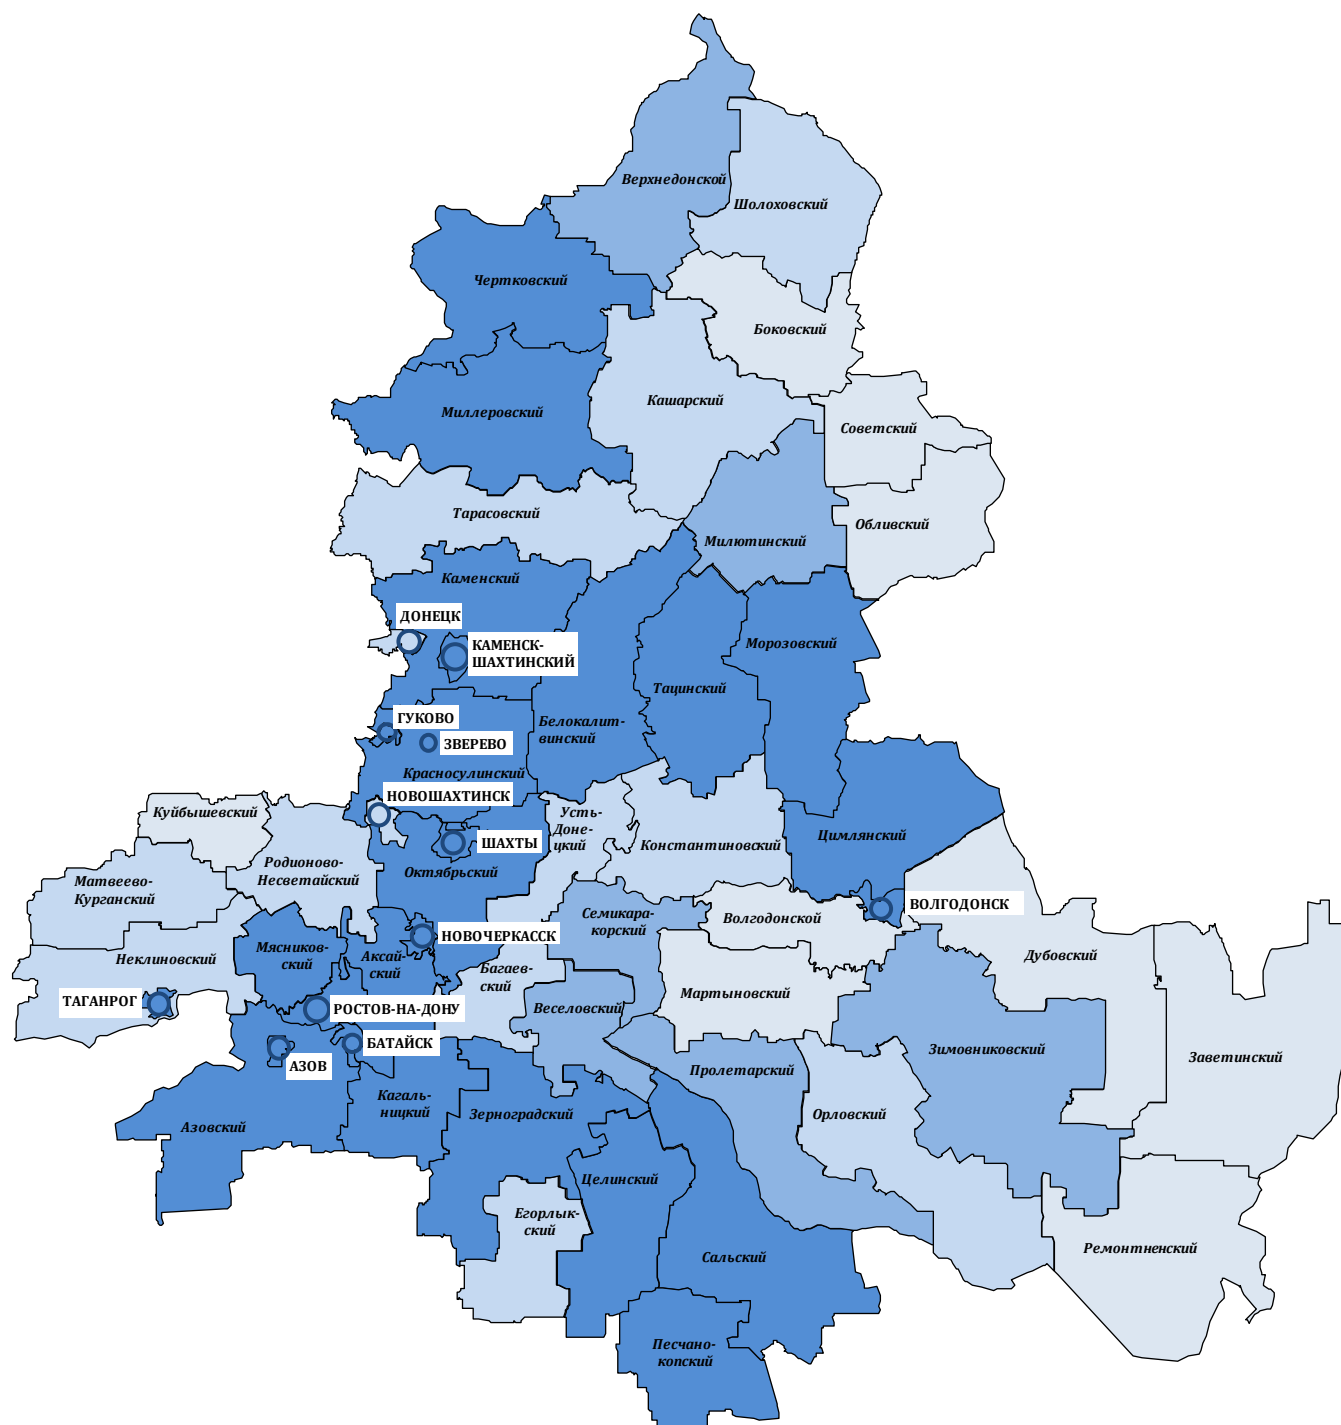 Верхнедонской
Шолоховский
Чертковский
Боковский
Миллеровский
Кашарский
Советский
Тарасовский
Обливский
Милютинский
Каменский
ДОНЕЦК
КАМЕНСК-
ШАХТИНСКИЙ
Морозовский
Тацинский
ГУКОВО
Белокалит-
винский
ЗВЕРЕВО
Красносулинский
НОВОШАХТИНСК
Куйбышевский
Усть-
Доне-
цкий
Цимлянский
ШАХТЫ
Константиновский
Родионово-
Несветайский
Октябрьский
Матвеево-
Курганский
ВОЛГОДОНСК
Семикара-
корский
Волгодонской
НОВОЧЕРКАССК
Мясников-
ский
Аксай-
ский
Неклиновский
Дубовский
Багаев-
ский
Мартыновский
ТАГАНРОГ
РОСТОВ-НА-ДОНУ
Веселовский
БАТАЙСК
Зимовниковский
Заветинский
АЗОВ
Пролетарский
Кагаль-
ницкий
Зерноградский
Орловский
Азовский
Целинский
Егорлык-
ский
Сальский
Ремонтненский
Песчано-
копский